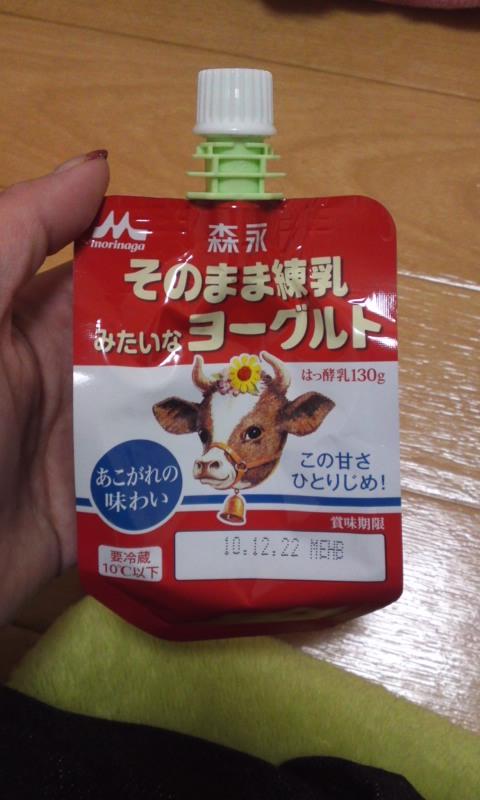 morinaga
森永
そのまま練乳
みたいなヨーグルト
はっ酵乳130g
あこがれの
味わい
この甘さ
ひとりじめ!
賞味期限
10.12.22 MEHB
要冷蔵
10℃以下